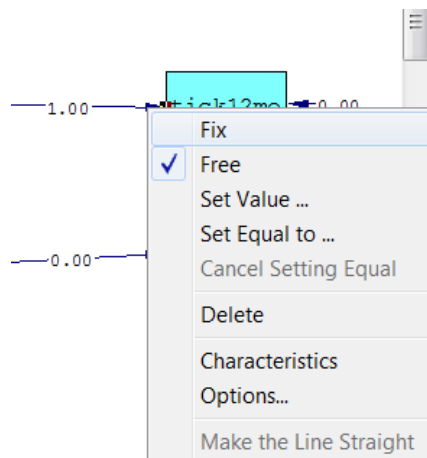 1.00
0.00
Fix
Free
Set Value ...
Set Equal to ...
0.00
Cancel Setting Equal
Delete
Characteristics
Options...
Make the Line Straight